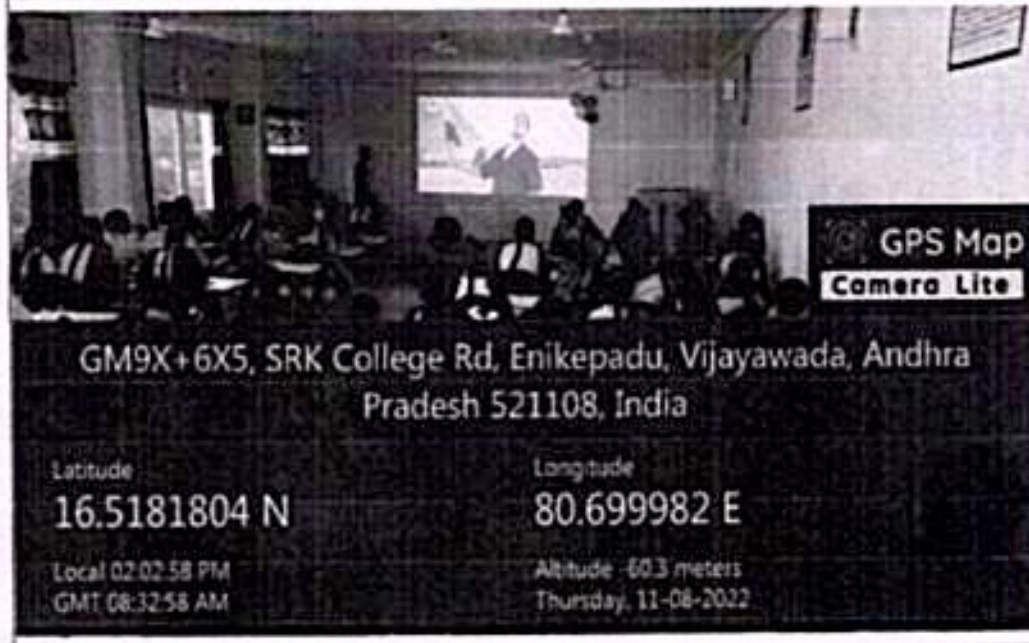 GPS Map
Camera Lite
GM9X+6X5, SRK College Rd, Enikepadu, Vijayawada, Andhra
Pradesh 521108, India
Latitude
16.5181804 N
Longitude
80.699982 E
Local 02:02:58 PM
GMT 08:32:58 AM
Altitude -60.3 meters
Thursday, 11-08-2022